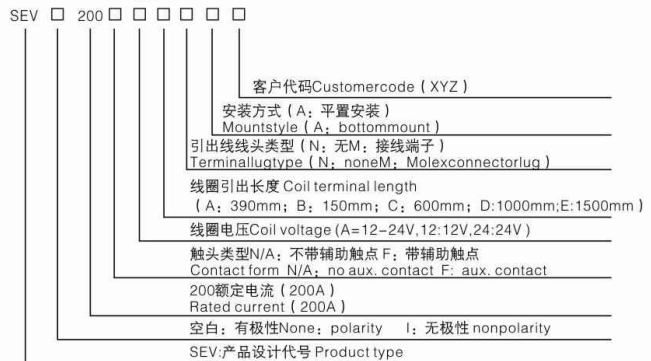 SEV □ 200 □ □ □ □ □ □
客户代码Customercode（XYZ）
安装方式（A：平置安装）
Mountstyle（A：bottommount）
引出线线头类型（N：无M：接线端子）
Terminallugtype（N：noneM：Molexconnectorlug）
线圈引出长度 Coil terminal length
（A：390mm；B：150mm；C：600mm；D:1000mm;E:1500mm）
线圈电压Coil voltage (A=12-24V,12:12V,24:24V )
触头类型N/A：不带辅助触点 F：带辅助触点
Contact form N/A；no aux. contact F: aux. contact
200额定电流（200A）
Rated current（200A）
空白：有极性None：polarity I：无极性 nonpolarity
SEV:产品设计代号 Product type